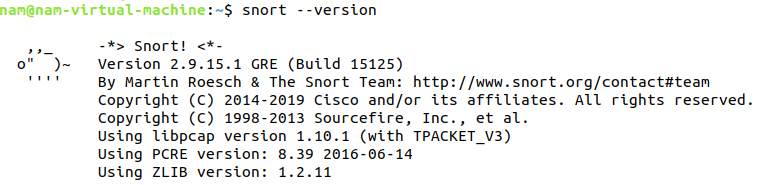 nam@nam-virtual-machine:~$ snort --version
,,_ -*> Snort! <*-
o" )~ Version 2.9.15.1 GRE (Build 15125)
'''' By Martin Roesch & The Snort Team: http://www.snort.org/contact#team
Copyright (C) 2014-2019 Cisco and/or its affiliates. All rights reserved.
Copyright (C) 1998-2013 Sourcefire, Inc., et al.
Using libpcap version 1.10.1 (with TPACKET_V3)
Using PCRE version: 8.39 2016-06-14
Using ZLIB version: 1.2.11